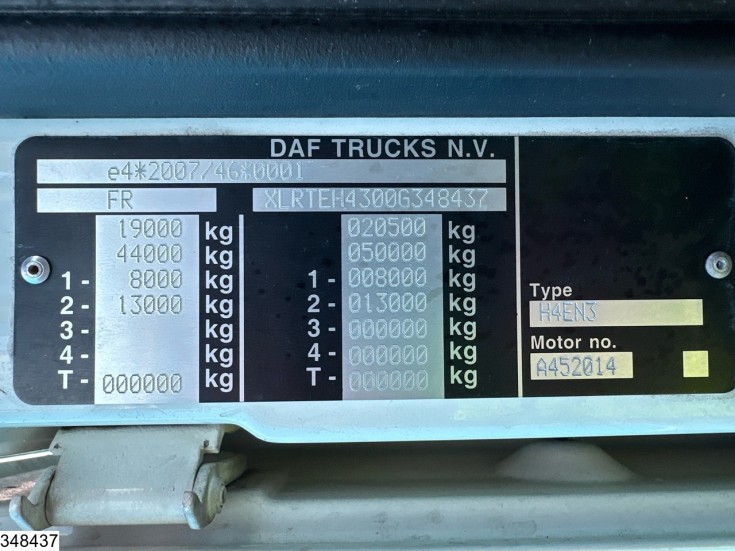 DAF TRUCKS N.V.
e4*2007/46*0001
FR XLRTEH4300G348437
19000 kg 020500 kg
44000 kg 050000 kg
1 - 8000 kg 1 - 008000 kg
2 - 13000 kg 2 - 013000 kg
3 - kg 3 - 000000 kg
4 - kg 4 - 000000 kg
T - 000000 kg T - 000000 kg
Type
H4EN3
Motor no.
A452014
348437